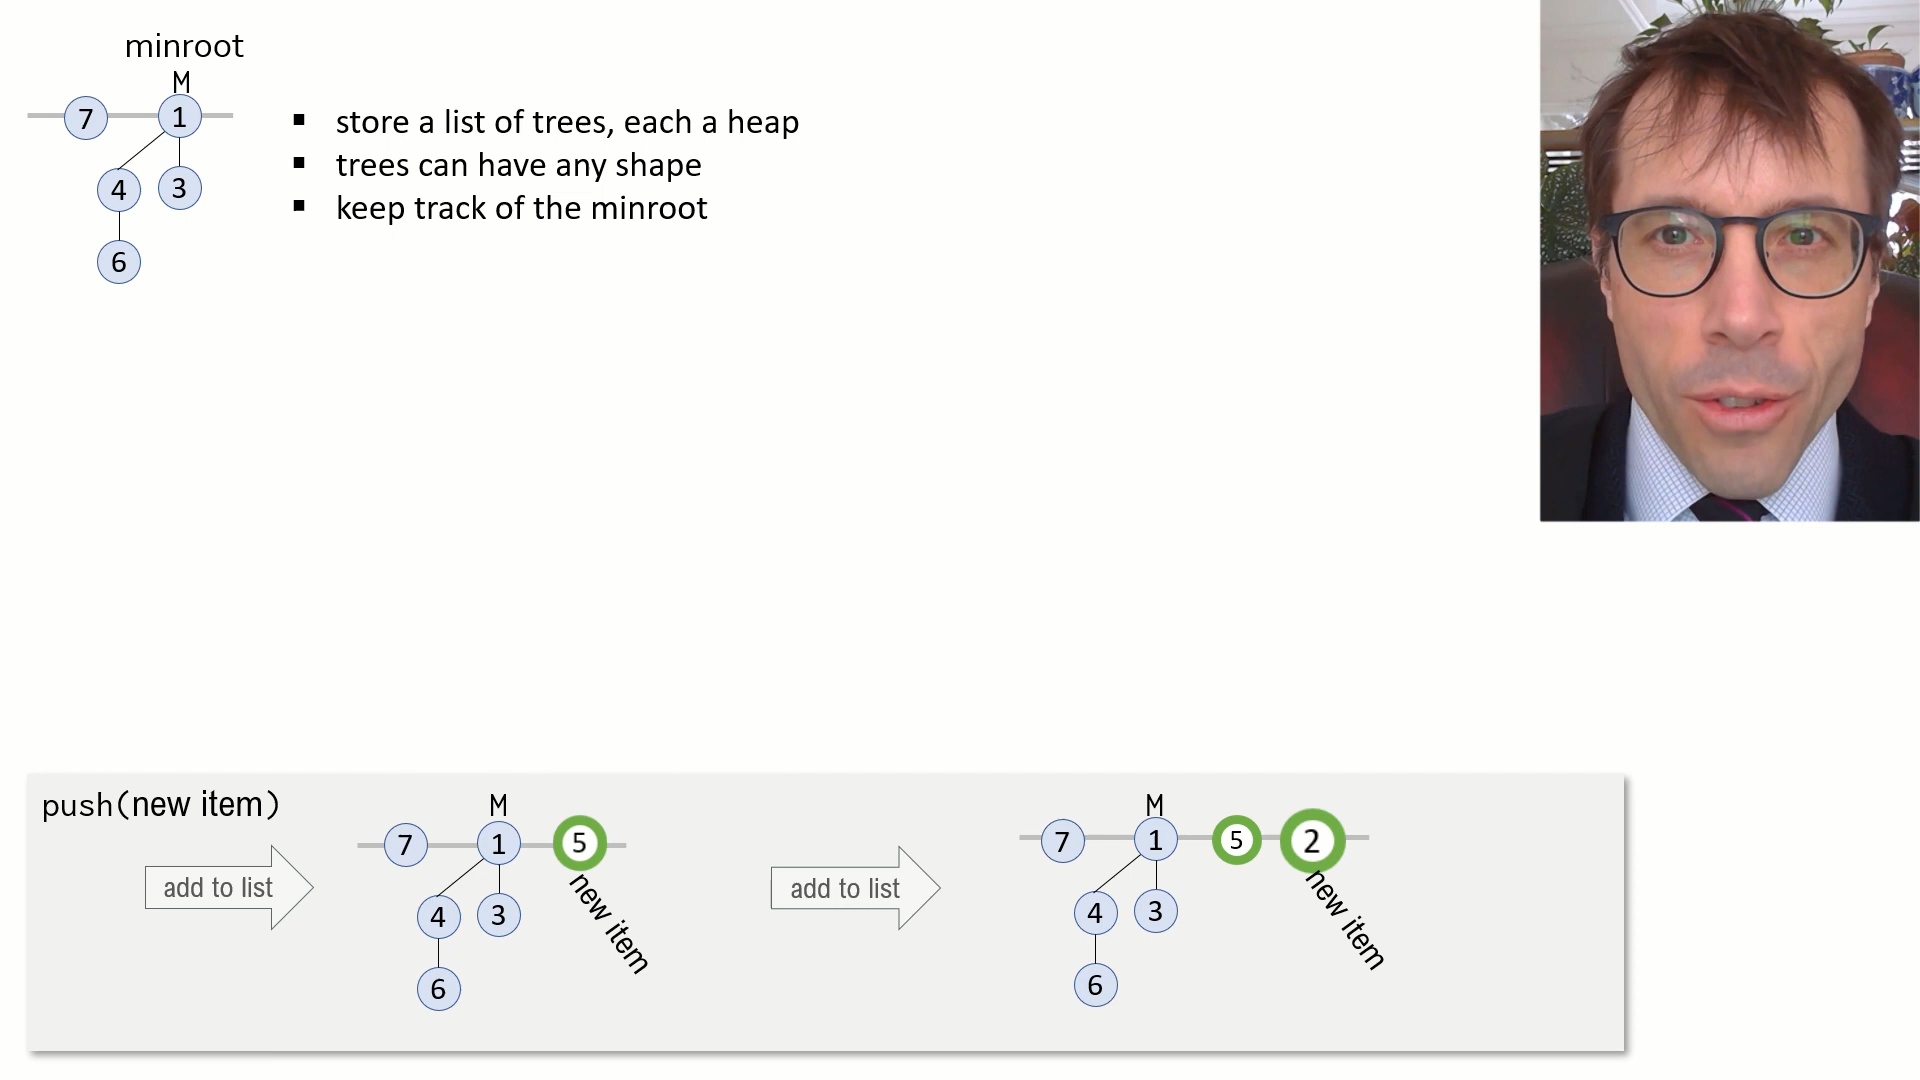 minroot
M
7 1
4 3
6
▪ store a list of trees, each a heap
▪ trees can have any shape
▪ keep track of the minroot
push(new item)
add to list
M
7 1 5
new item
4 3
6
add to list
M
7 1 5 2
new item
4 3
6